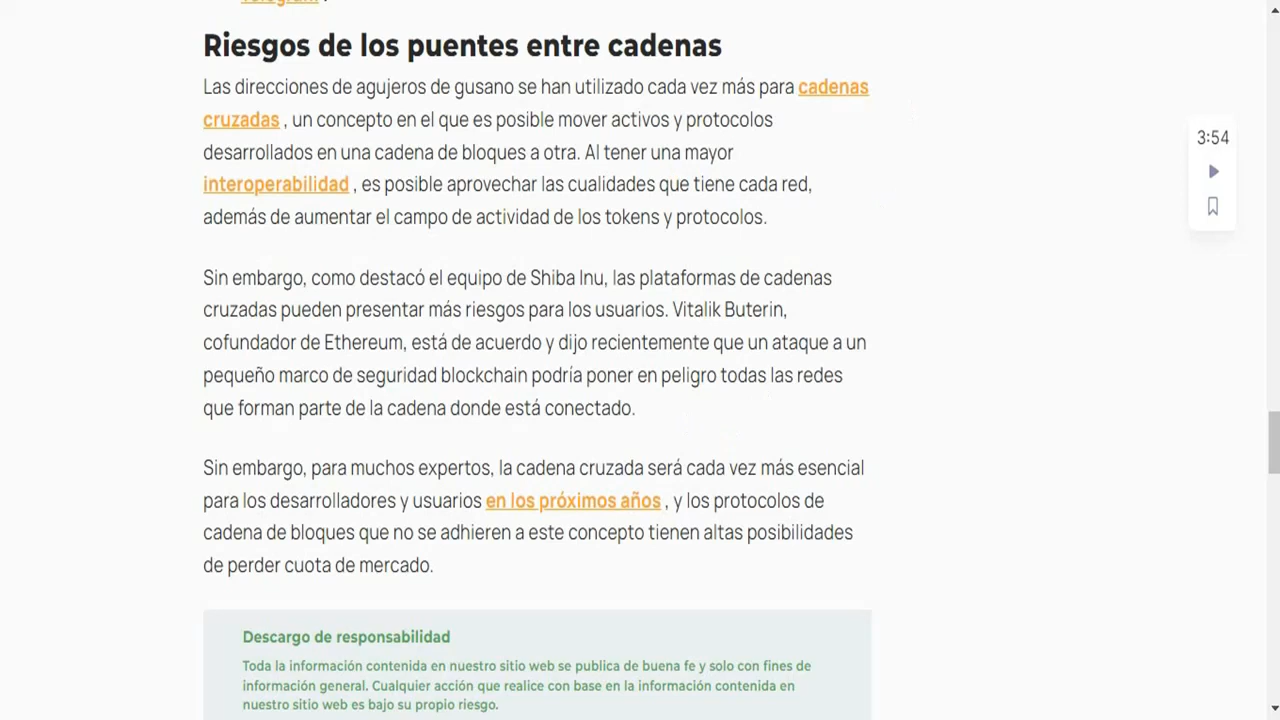 Telegram .
Riesgos de los puentes entre cadenas
Las direcciones de agujeros de gusano se han utilizado cada vez más para cadenas
cruzadas , un concepto en el que es posible mover activos y protocolos
desarrollados en una cadena de bloques a otra. Al tener una mayor
interoperabilidad , es posible aprovechar las cualidades que tiene cada red,
además de aumentar el campo de actividad de los tokens y protocolos.
Sin embargo, como destacó el equipo de Shiba Inu, las plataformas de cadenas
cruzadas pueden presentar más riesgos para los usuarios. Vitalik Buterin,
cofundador de Ethereum, está de acuerdo y dijo recientemente que un ataque a un
pequeño marco de seguridad blockchain podría poner en peligro todas las redes
que forman parte de la cadena donde está conectado.
Sin embargo, para muchos expertos, la cadena cruzada será cada vez más esencial
para los desarrolladores y usuarios en los próximos años , y los protocolos de
cadena de bloques que no se adhieren a este concepto tienen altas posibilidades
de perder cuota de mercado.
Descargo de responsabilidad
Toda la información contenida en nuestro sitio web se publica de buena fe y solo con fines de
información general. Cualquier acción que realice con base en la información contenida en
nuestro sitio web es bajo su propio riesgo.
3:54